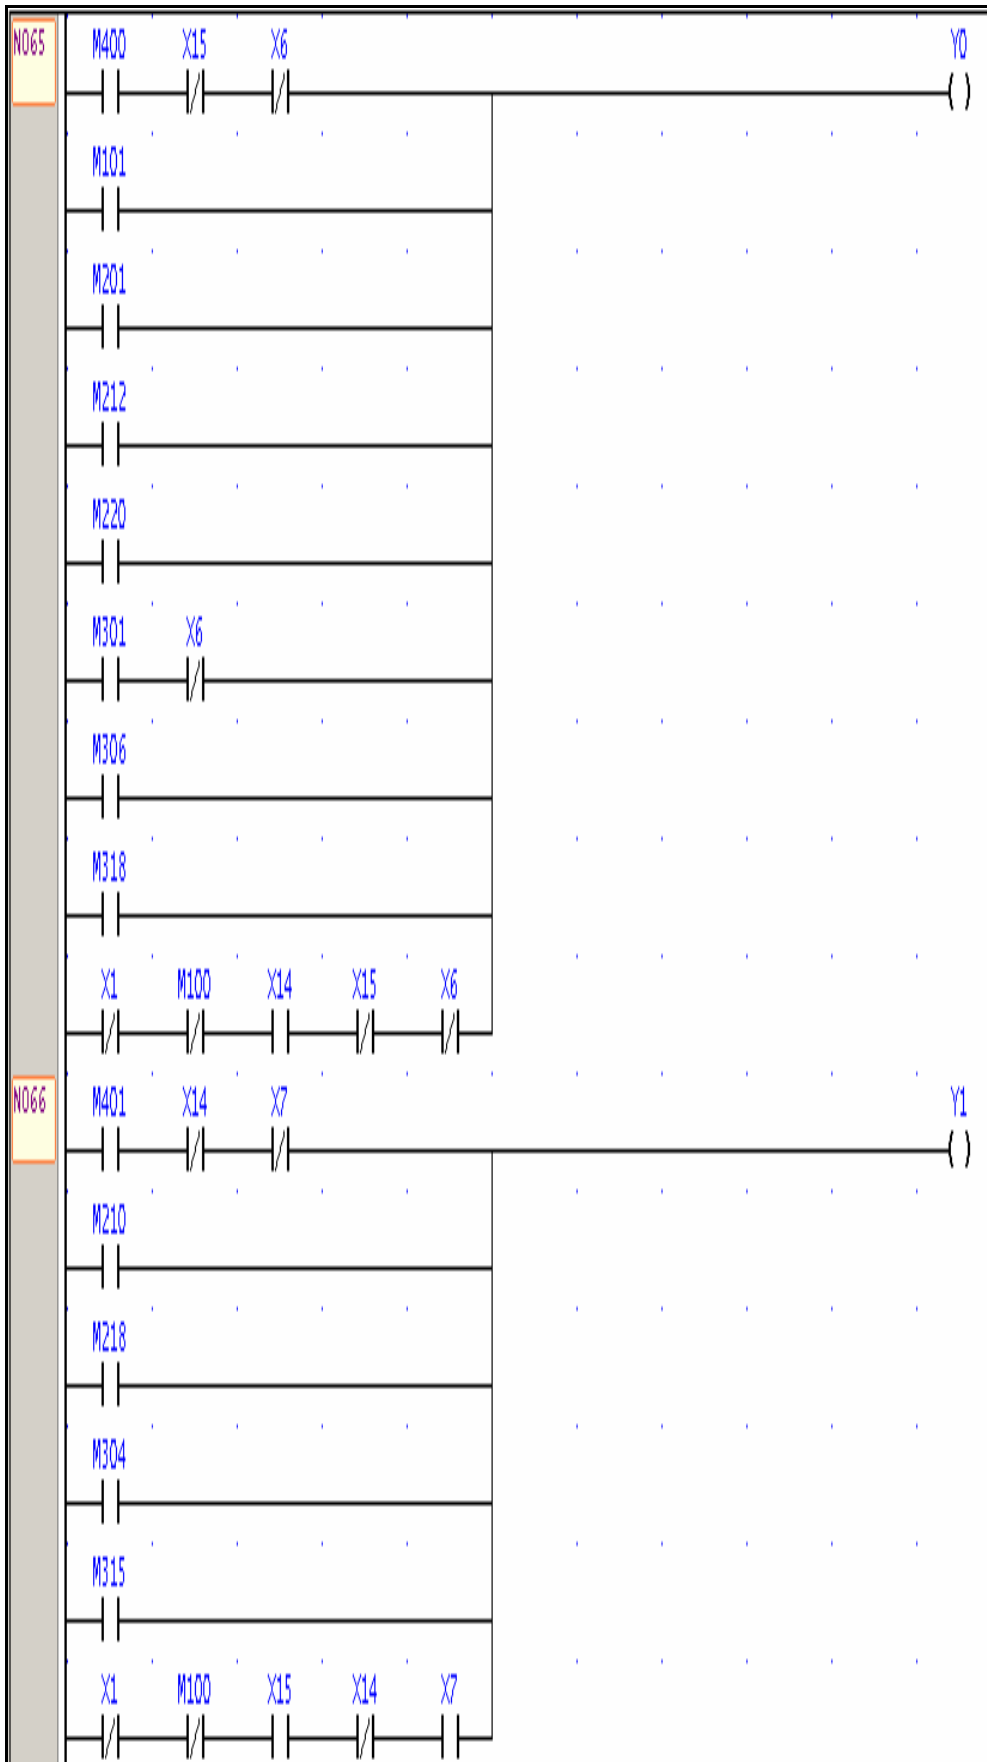 N065 M400 X15 X6 Y0
M101
M201
M212
M220
M301 X6
M306
M318
X1 M100 X14 X15 X6
N066 M401 X14 X7 Y1
M210
M218
M304
M315
X1 M100 X15 X14 X7